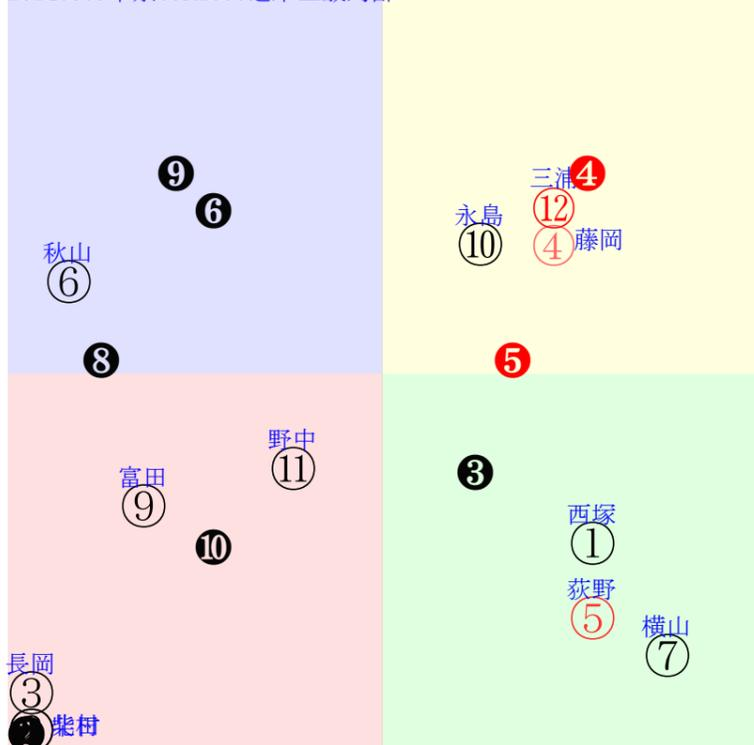 ❾
❻
三浦
❹
永島
⑫
⑩
④ 藤岡
秋山
⑥
❽
❺
野中
⑪
富田
⑨
❸
❿
西塚
①
荻野
⑤
横山
⑦
長岡
③